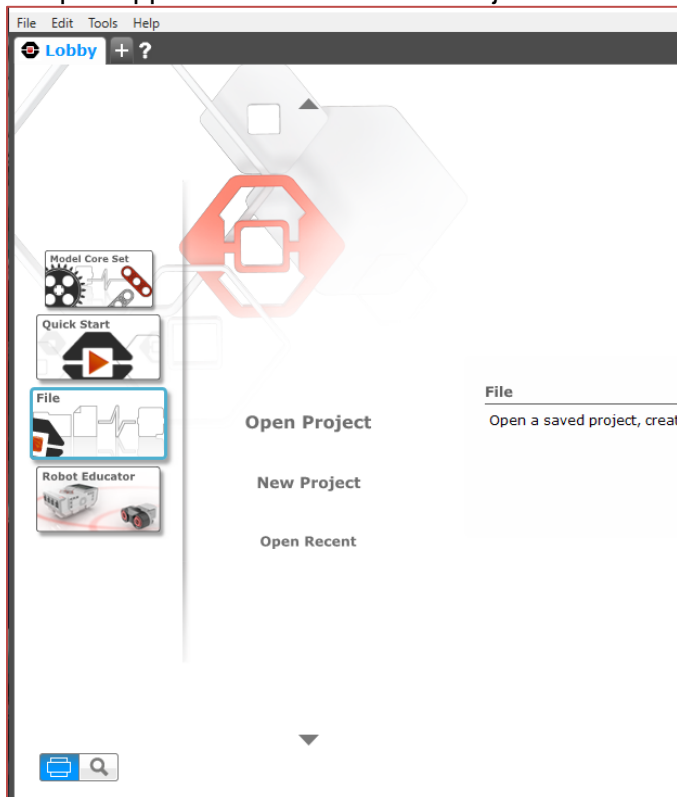 File Edit Tools Help
Lobby + ?
Model Core Set
Quick Start
File
Robot Educator
Open Project
New Project
Open Recent
File
Open a saved project, creat